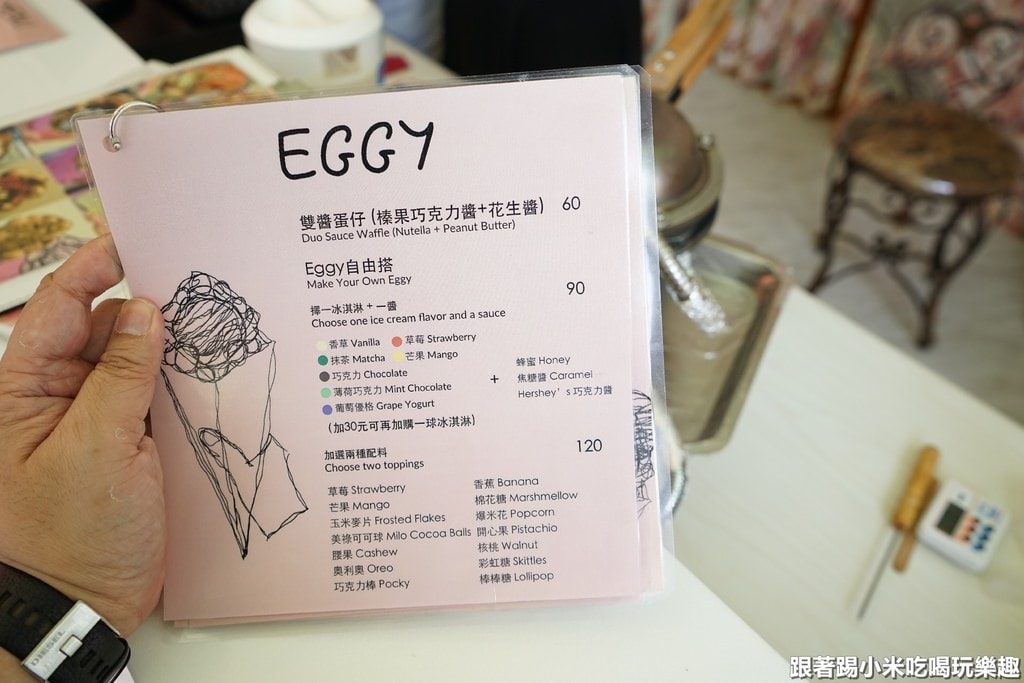 EGGY
雙醬蛋仔 (榛果巧克力醬+花生醬) 60
Duo Sauce Waffle (Nutella + Peanut Butter)
Eggy自由搭
Make Your Own Eggy
擇一冰淇淋 + 一醬 90
Choose one ice cream flavor and a sauce
香草 Vanilla 草莓 Strawberry
抹茶 Matcha 芒果 Mango
巧克力 Chocolate
薄荷巧克力 Mint Chocolate
葡萄優格 Grape Yogurt
+
蜂蜜 Honey
焦糖醬 Caramel
Hershey's 巧克力醬
(加30元可再加購一球冰淇淋)
加選兩種配料 120
Choose two toppings
草莓 Strawberry
芒果 Mango
玉米麥片 Frosted Flakes
美祿可可球 Milo Cocoa Balls
腰果 Cashew
奧利奧 Oreo
巧克力棒 Pocky
香蕉 Banana
棉花糖 Marshmellow
爆米花 Popcorn
開心果 Pistachio
核桃 Walnut
彩虹糖 Skittles
棒棒糖 Lollipop
DIESEL
跟著踢小米吃喝玩樂趣